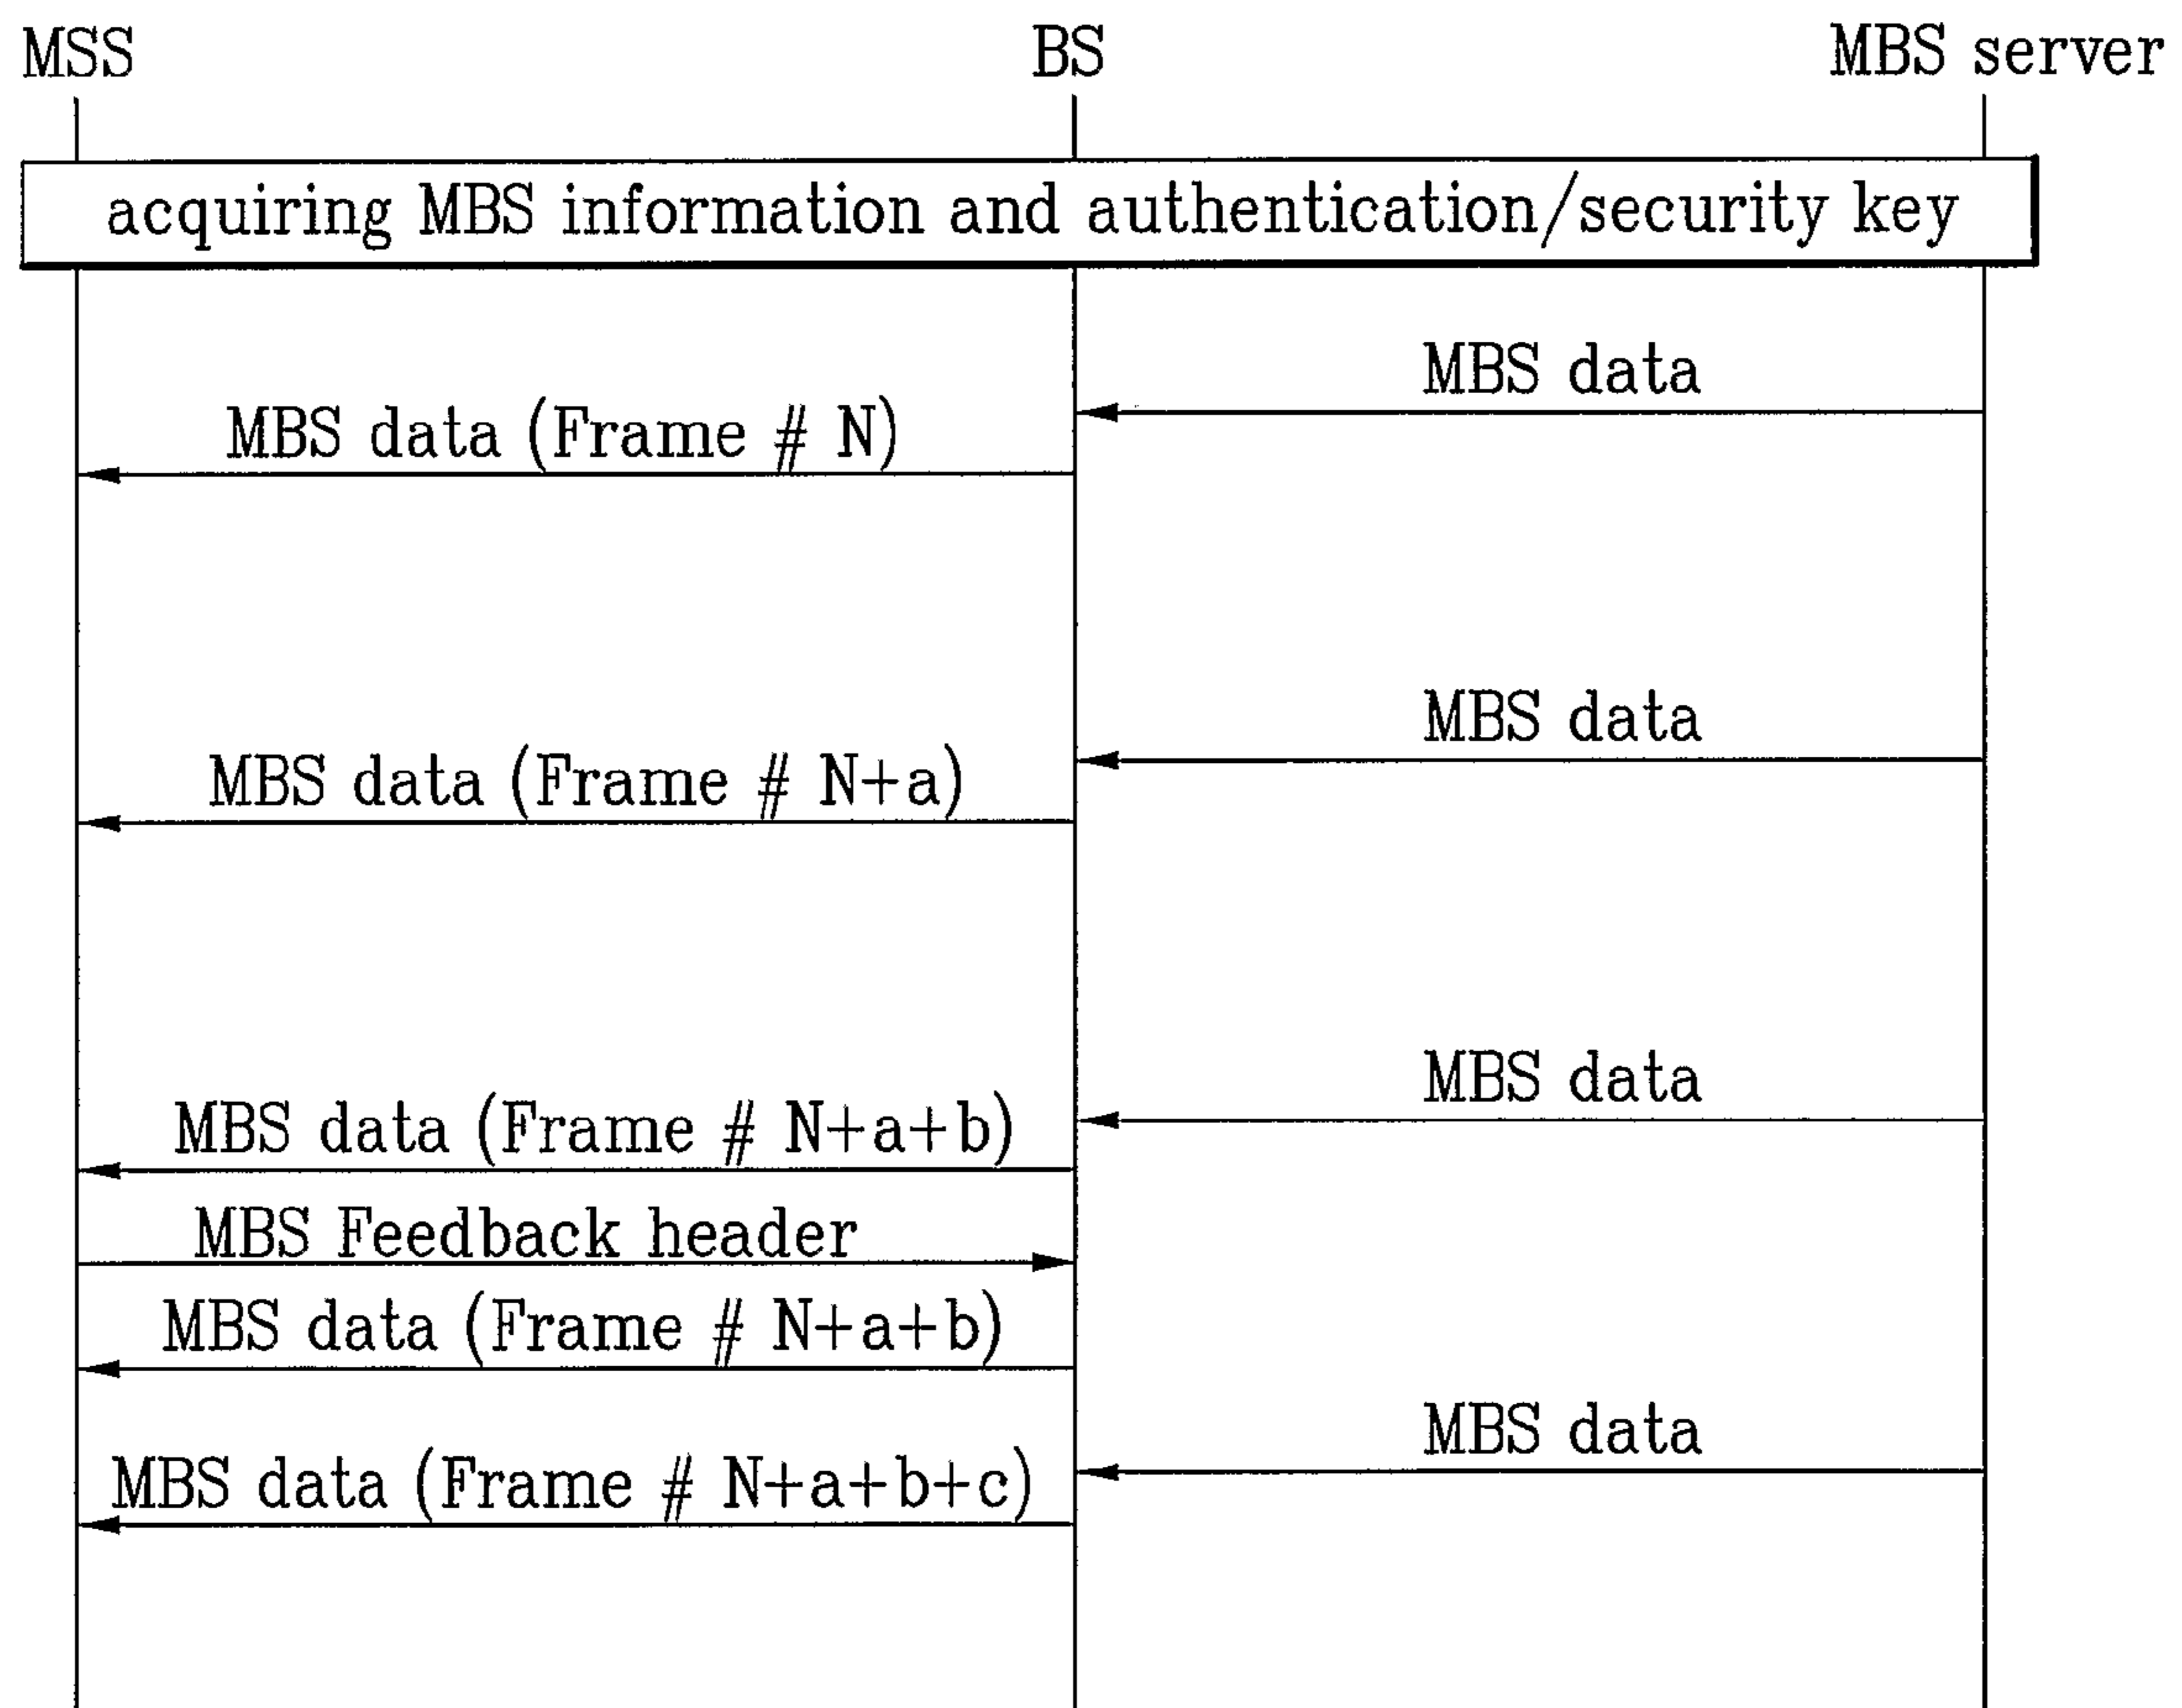 MSS
BS
MBS server
acquiring MBS information and authentication/security key
MBS data
MBS data (Frame # N)
MBS data
MBS data (Frame # N+a)
MBS data
MBS data (Frame # N+a+b)
MBS Feedback header
MBS data (Frame # N+a+b)
MBS data
MBS data (Frame # N+a+b+c)